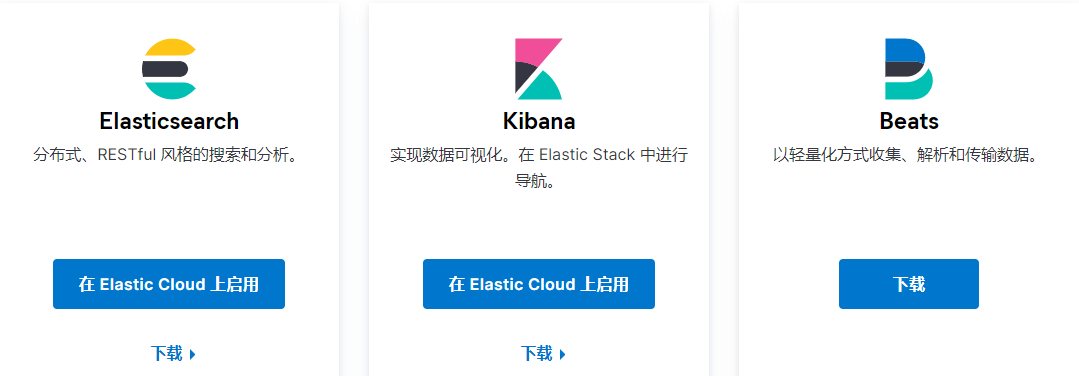 Elasticsearch
分布式、RESTful 风格的搜索和分析。
在 Elastic Cloud 上启用
下载
Kibana
实现数据可视化。在 Elastic Stack 中进行
导航。
在 Elastic Cloud 上启用
下载
Beats
以轻量化方式收集、解析和传输数据。
下载